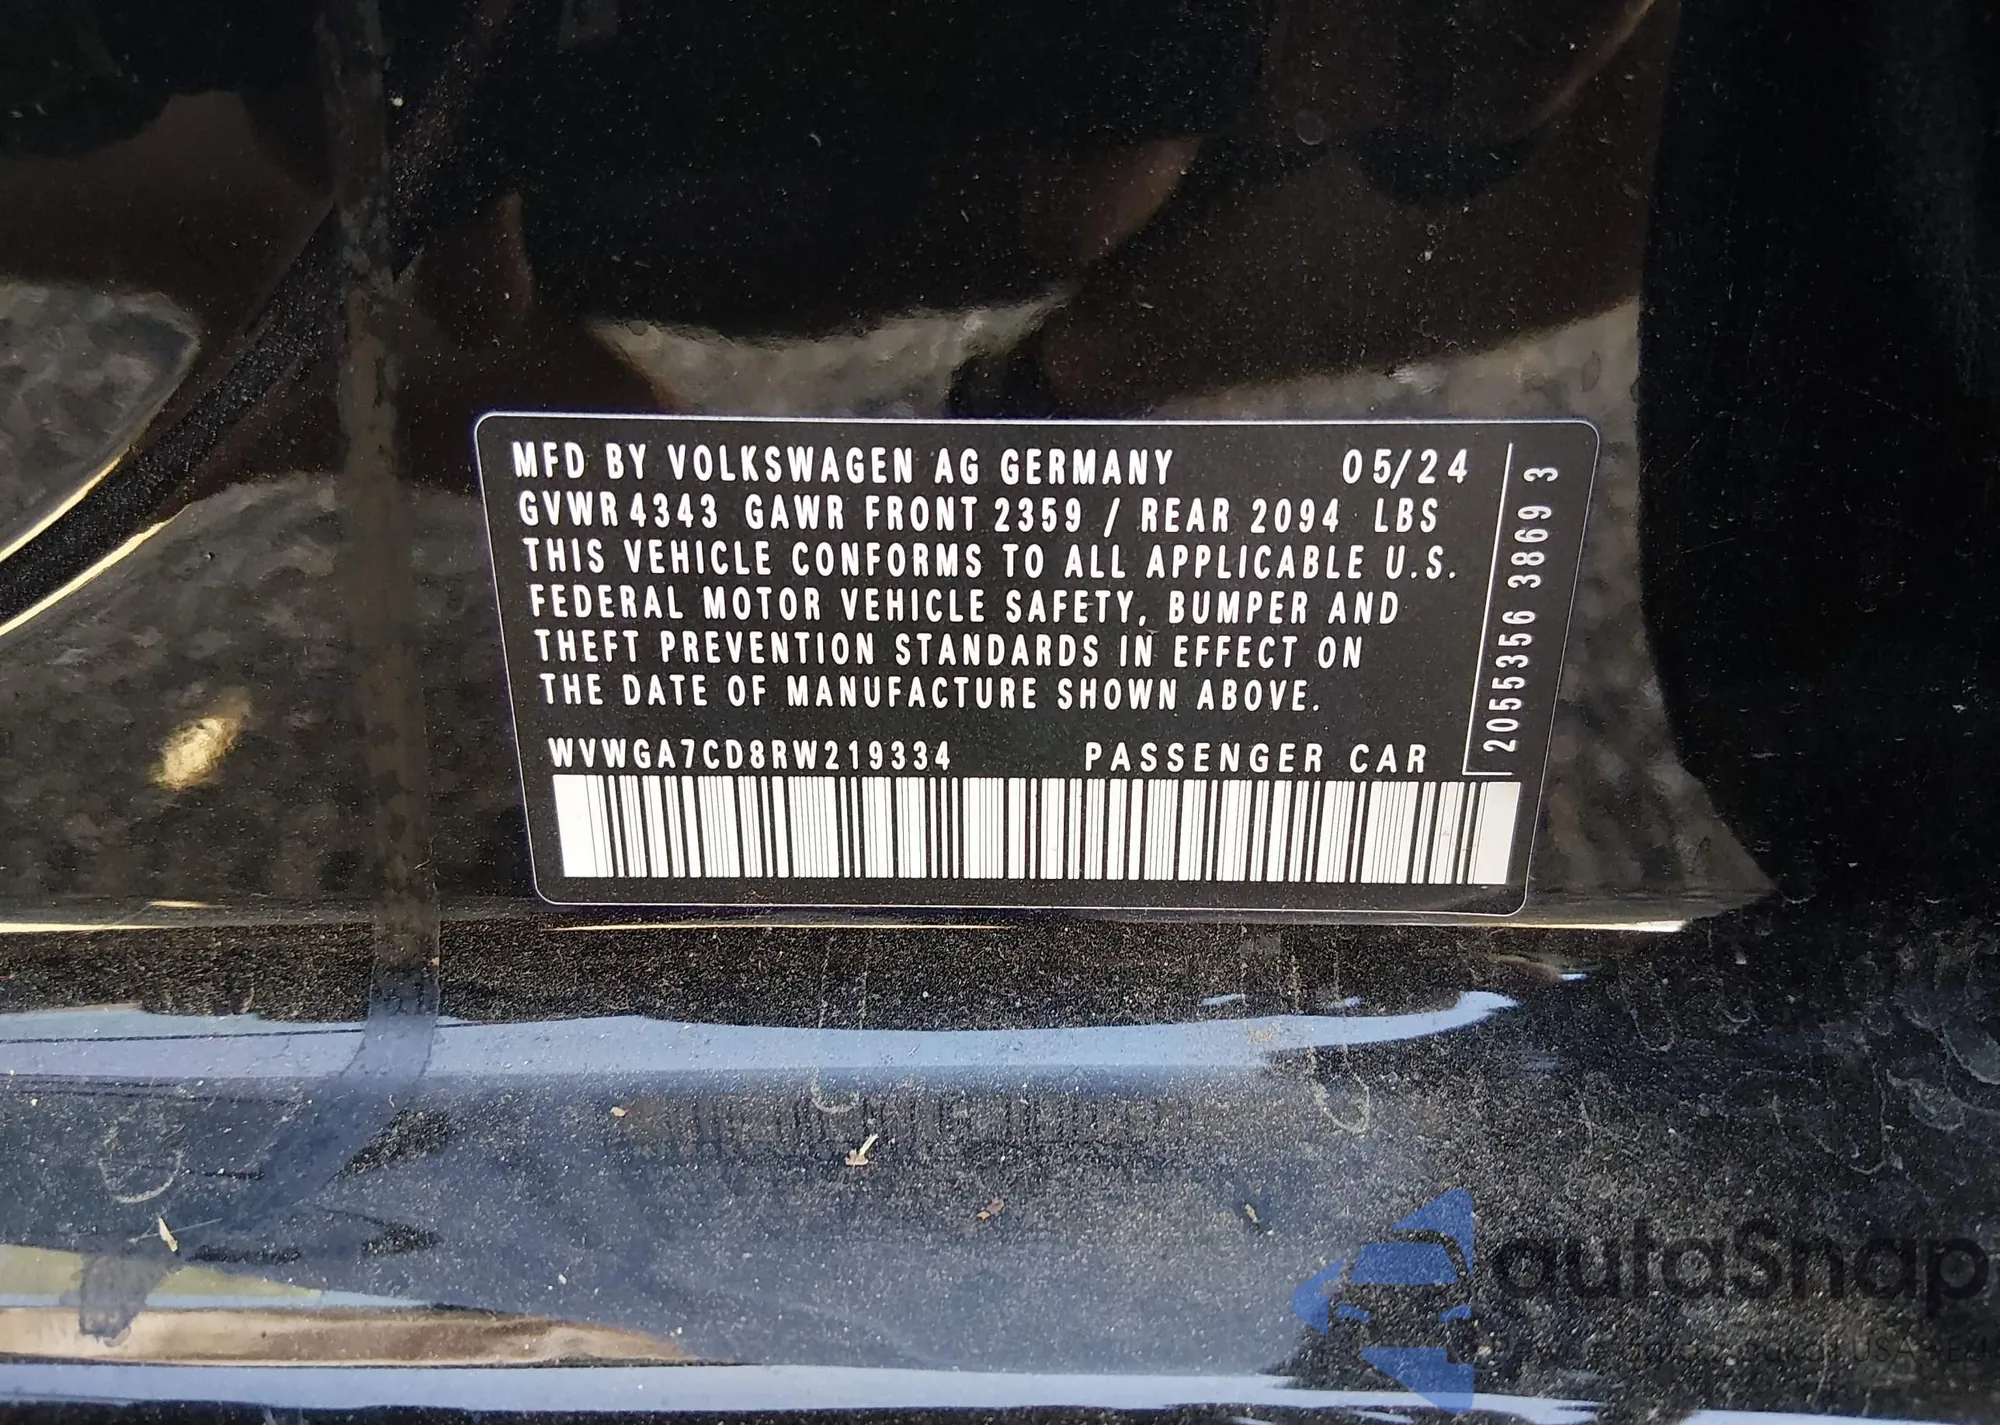 MFD BY VOLKSWAGEN AG GERMANY 05/24
GVWR 4343 GAWR FRONT 2359 / REAR 2094 LBS
THIS VEHICLE CONFORMS TO ALL APPLICABLE U.S.
FEDERAL MOTOR VEHICLE SAFETY, BUMPER AND
THEFT PREVENTION STANDARDS IN EFFECT ON
THE DATE OF MANUFACTURE SHOWN ABOVE.
WVWGA7CD8RW219334 PASSENGER CAR
2055356 3869 3
autoSnap